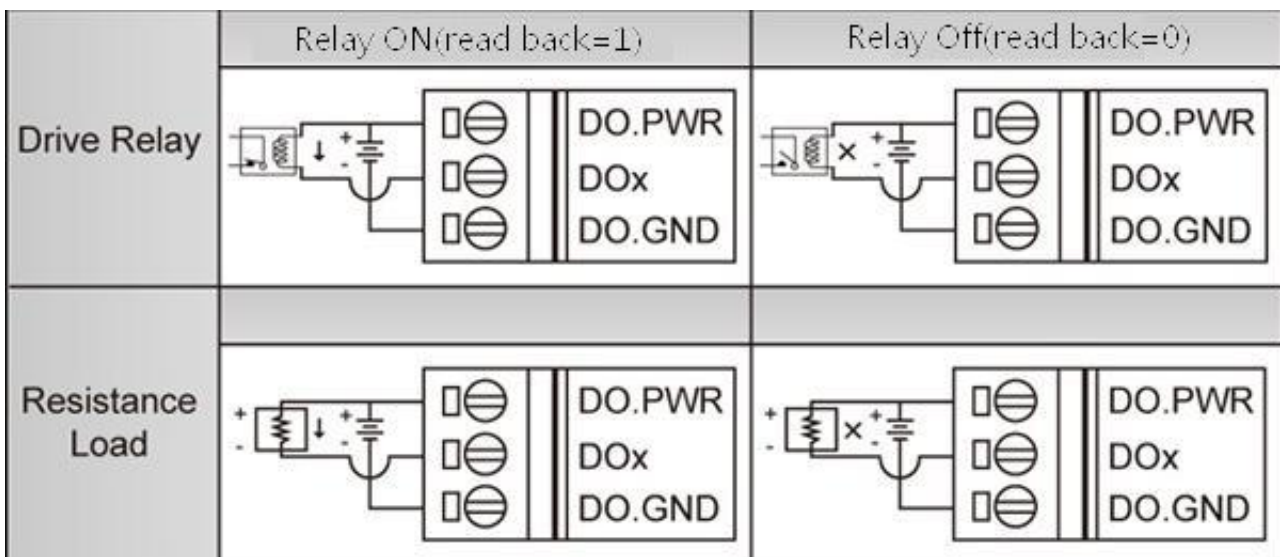 Relay ON(read back=1)
Relay Off(read back=0)
Drive Relay
+
-
DO.PWR
DOx
DO.GND
+
-
DO.PWR
DOx
DO.GND
Resistance
Load
+
-
+
-
DO.PWR
DOx
DO.GND
+
-
+
-
DO.PWR
DOx
DO.GND